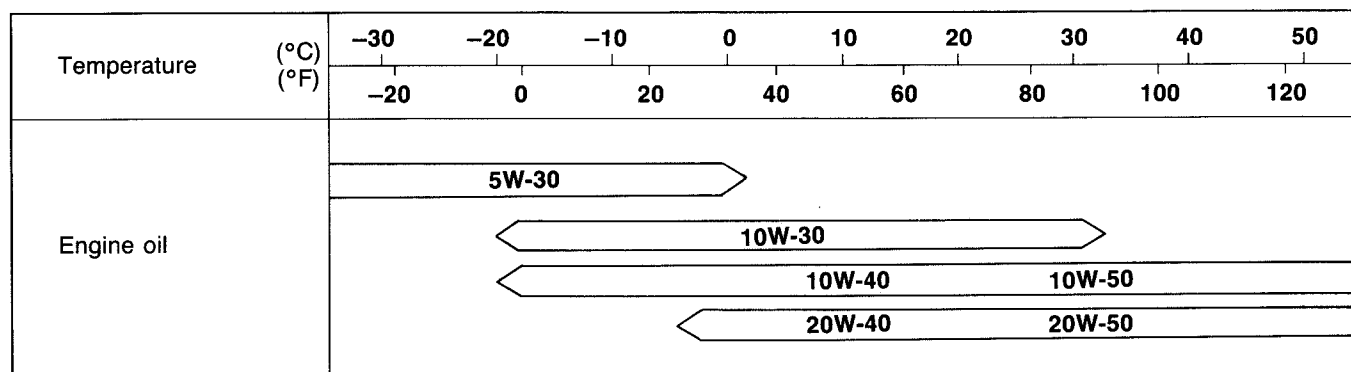 (°C) −30 −20 −10 0 10 20 30 40 50
Temperature
(°F) −20 0 20 40 60 80 100 120
5W-30
10W-30
Engine oil
10W-40 10W-50
20W-40 20W-50